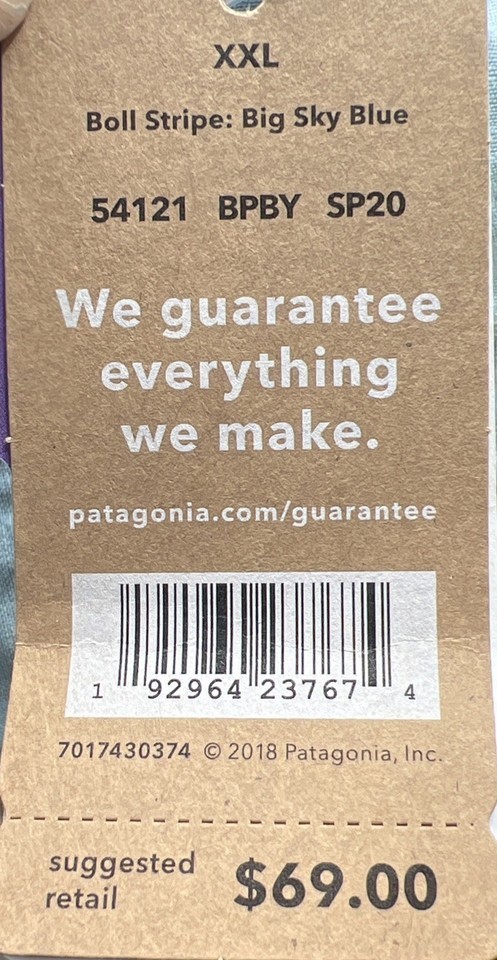 XXL
Boll Stripe: Big Sky Blue
54121 BPBY SP20
We guarantee
everything
we make.
patagonia.com/guarantee
1 92964 23767 4
7017430374 © 2018 Patagonia, Inc.
suggested
retail $69.00